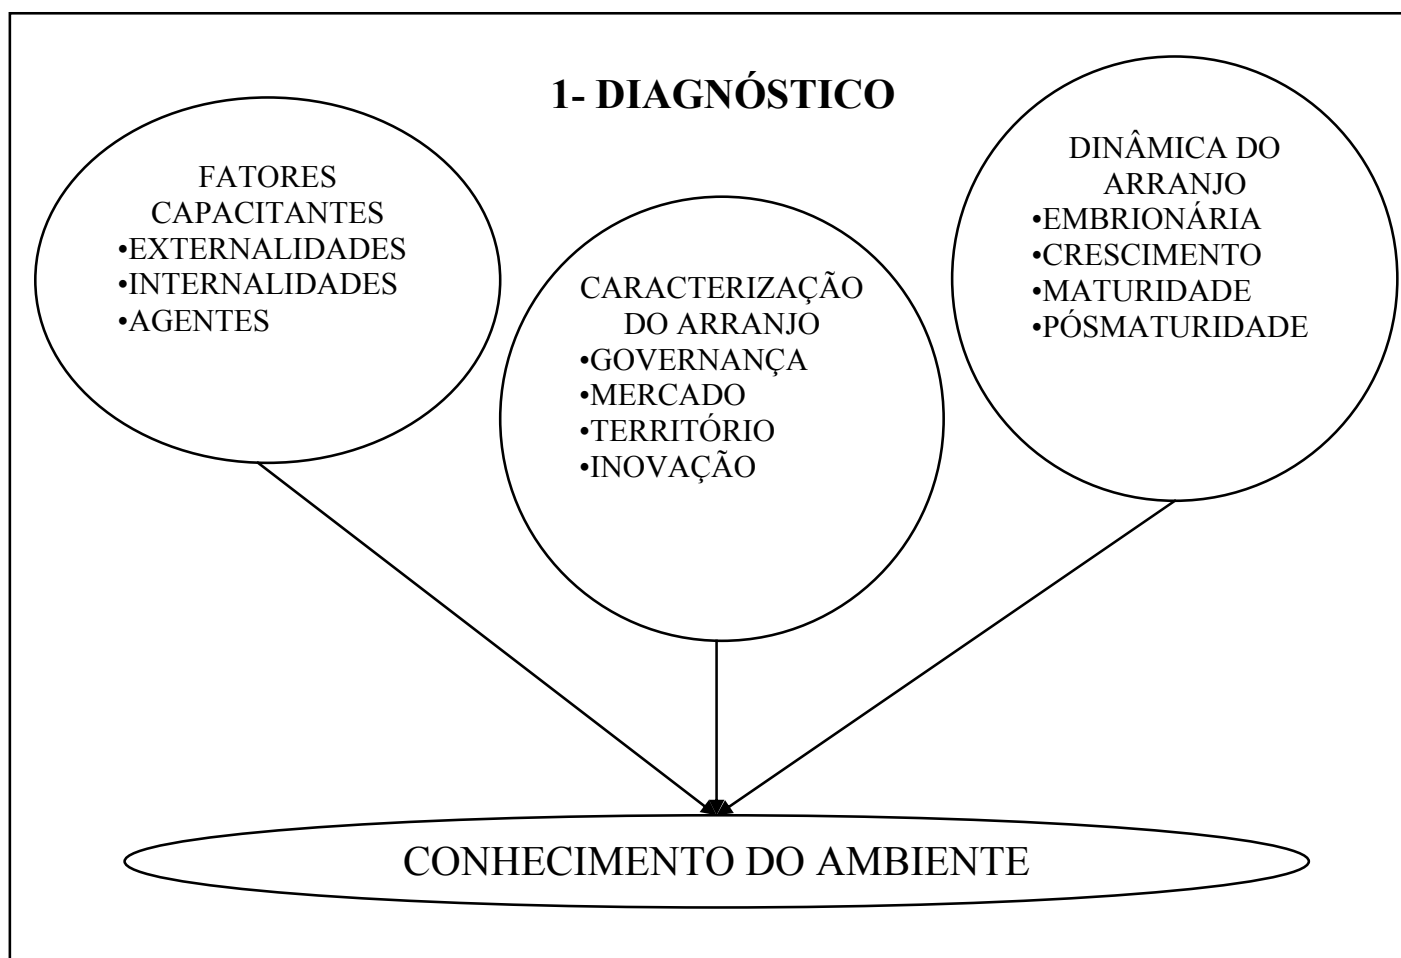 1- DIAGNÓSTICO
FATORES
CAPACITANTES
•EXTERNALIDADES
•INTERNALIDADES
•AGENTES
CARACTERIZAÇÃO
DO ARRANJO
•GOVERNANÇA
•MERCADO
•TERRITÓRIO
•INOVAÇÃO
DINÂMICA DO
ARRANJO
•EMBRIONÁRIA
•CRESCIMENTO
•MATURIDADE
•PÓSMATURIDADE
CONHECIMENTO DO AMBIENTE